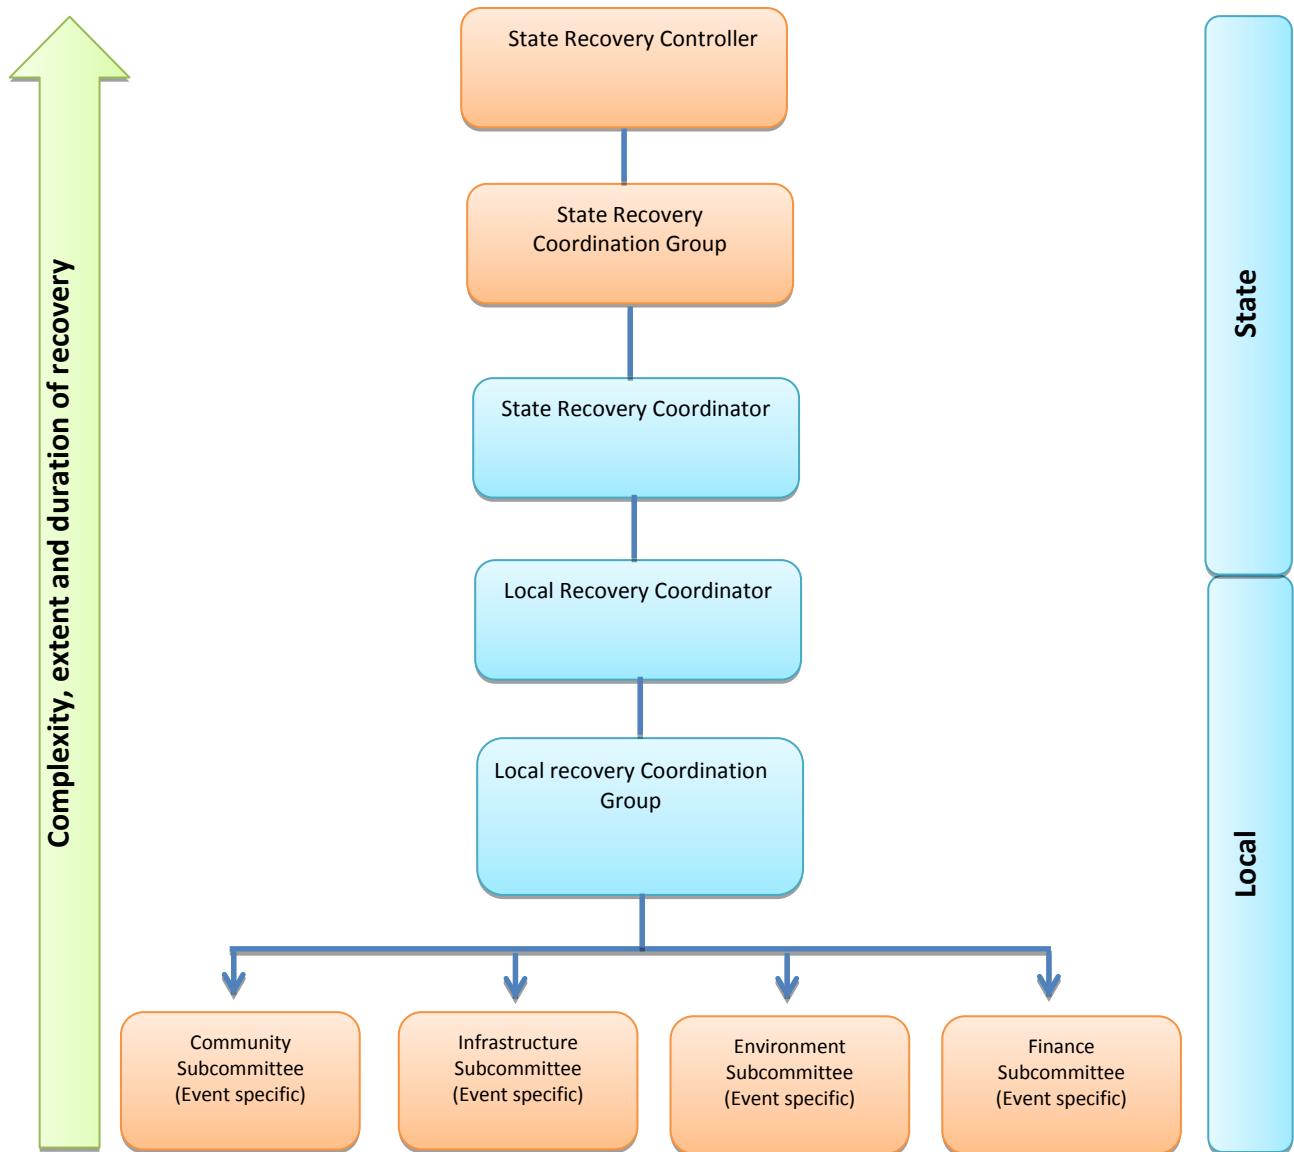 State Recovery Controller
State Recovery
Coordination Group
State Recovery Coordinator
Local Recovery Coordinator
Local recovery Coordination
Group
Community
Subcommittee
(Event specific)
Infrastructure
Subcommittee
(Event specific)
Environment
Subcommittee
(Event specific)
Finance
Subcommittee
(Event specific)
Complexity, extent and duration of recovery
State
Local